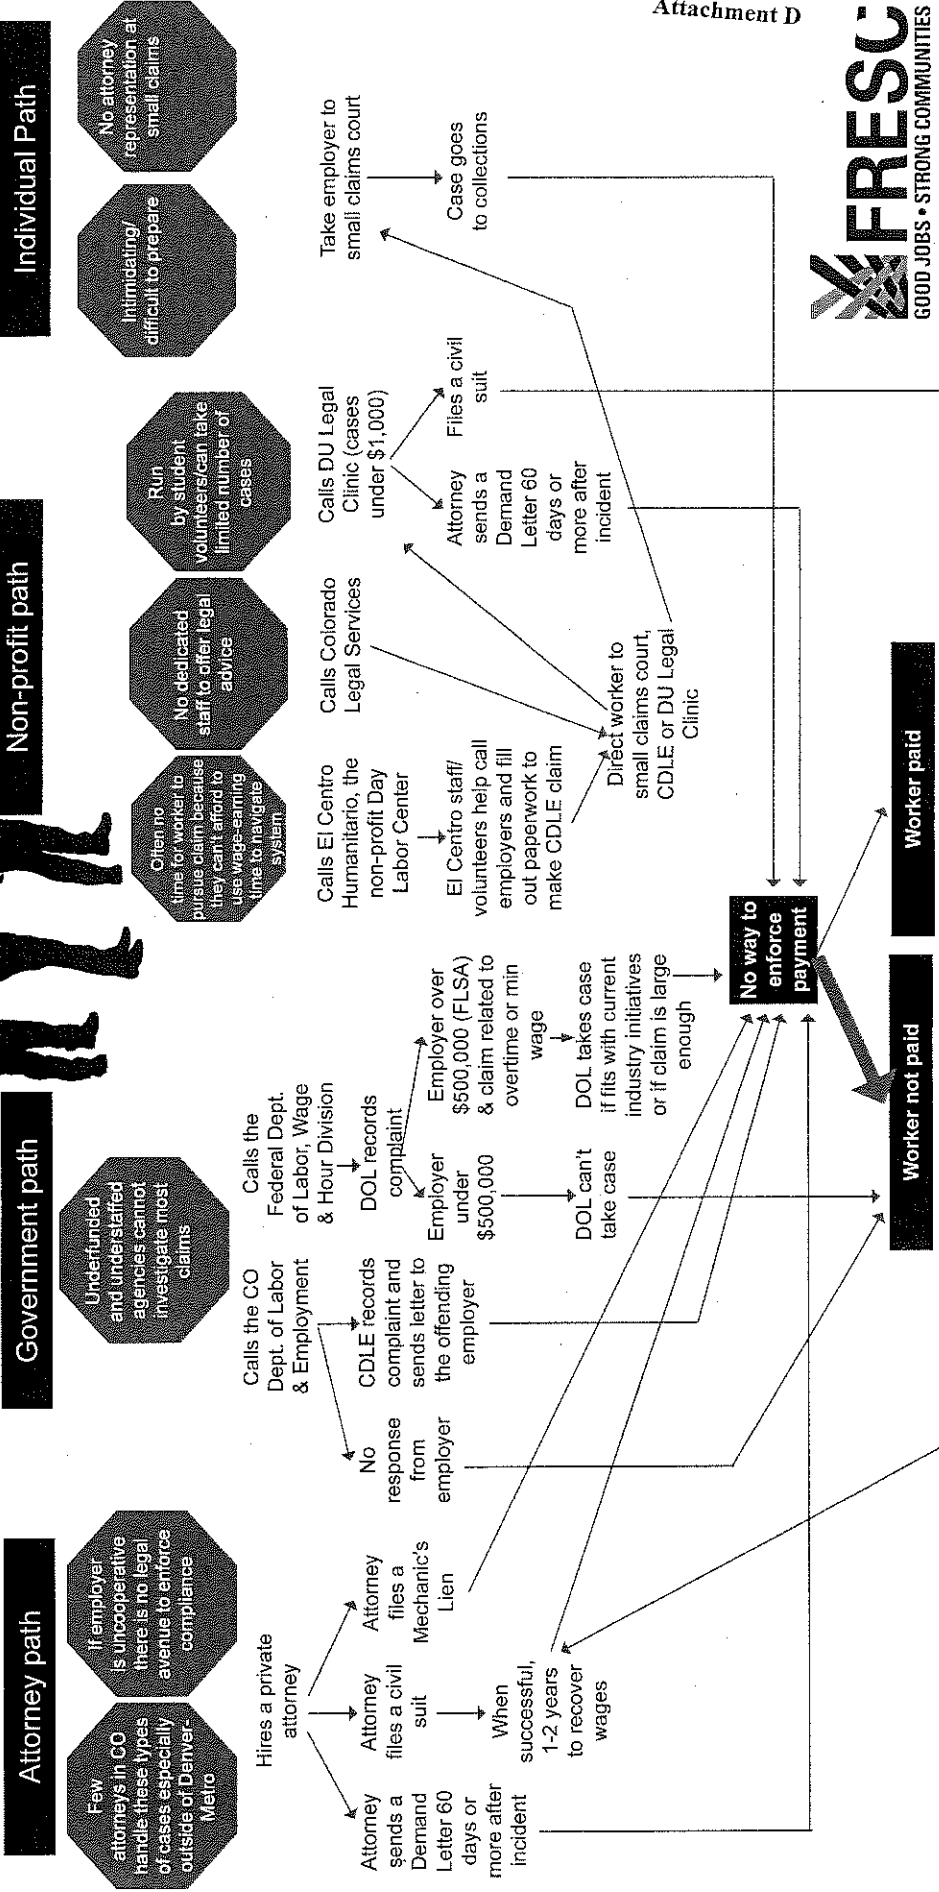 Attachment D
Attorney path
Few
attorneys in CO
handle these types
of cases especially
outside of Denver-
Metro
If employer
is uncooperative
there is no legal
avenue to enforce
compliance
Hires a private
attorney
Attorney
sends a
Demand
Letter 60
days or
more after
incident
Attorney
files a civil
suit
When
successful,
1-2 years
to recover
wages
Attorney
files a
Mechanic's
Lien
Government path
Underfunded
and understaffed
agencies cannot
investigate most
claims
Calls the CO
Dept. of Labor
& Employment
No
response
from
employer
CDLE records
complaint and
sends letter to
the offending
employer
Calls the
Federal Dept.
of Labor, Wage
& Hour Division
DOL records
complaint
Employer
under
$500,000
DOL can't
take case
Employer over
$500,000 (FLSA)
& claim related to
overtime or min
wage
DOL takes case
if fits with current
industry initiatives
or if claim is large
enough
Non-profit path
Often no
time for worker to
pursue claim because
they can't afford to
use wage-earning
time to navigate
system
No dedicated
staff to offer legal
advice
Run
by student
volunteers/can take
limited number of
cases
Calls El Centro
Humanitario, the
non-profit Day
Labor Center
El Centro staff/
volunteers help call
employers and fill
out paperwork to
make CDLE claim
Calls Colorado
Legal Services
Direct worker to
small claims court,
CDLE or DU Legal
Clinic
Calls DU Legal
Clinic (cases
under $1,000)
Attorney
sends a
Demand
Letter 60
days or
more after
incident
Files a civil
suit
Individual Path
Intimidating/
difficult to prepare
No attorney
representation at
small claims
Take employer to
small claims court
Case goes
to collections
No way to
enforce
payment
Worker not paid
Worker paid
FRESC
GOOD JOBS • STRONG COMMUNITIES